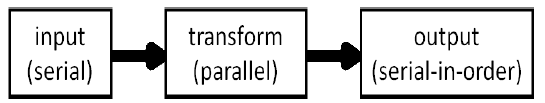 input
(serial)
transform
(parallel)
output
(serial-in-order)